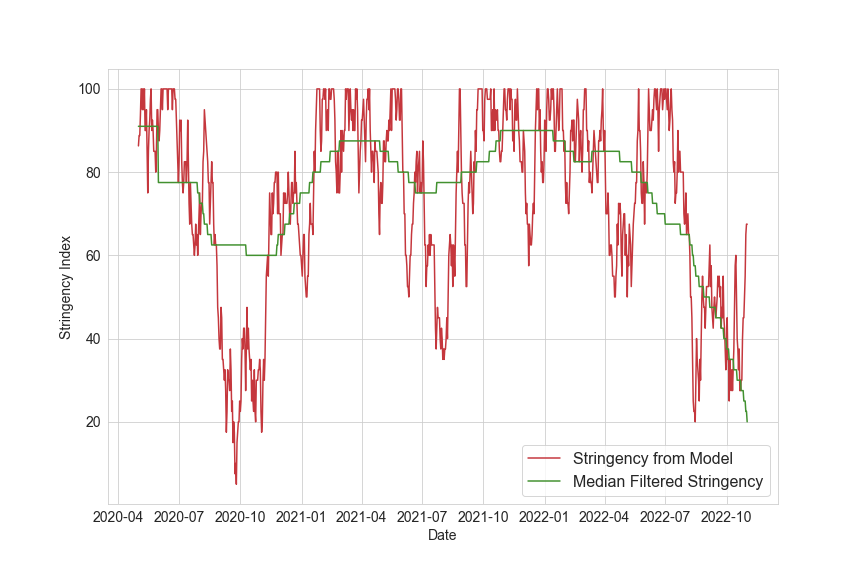 100
80
60
40
20
Stringency Index
Stringency from Model
Median Filtered Stringency
2020-04 2020-07 2020-10 2021-01 2021-04 2021-07 2021-10 2022-01 2022-04 2022-07 2022-10
Date